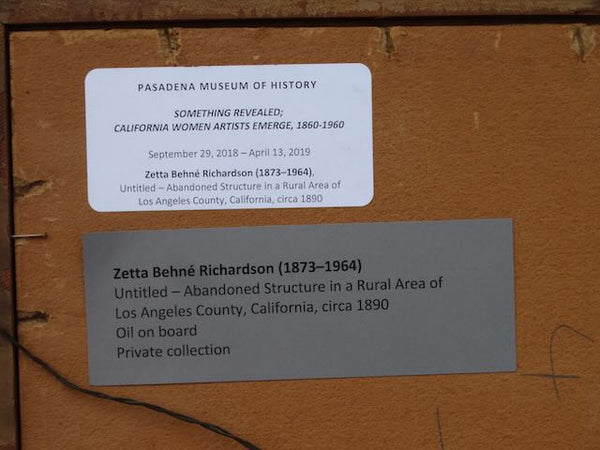 PASADENA MUSEUM OF HISTORY
SOMETHING REVEALED;
CALIFORNIA WOMEN ARTISTS EMERGE, 1860-1960
September 29, 2018 – April 13, 2019
Zetta Behné Richardson (1873–1964),
Untitled – Abandoned Structure in a Rural Area of
Los Angeles County, California, circa 1890
Zetta Behné Richardson (1873–1964)
Untitled – Abandoned Structure in a Rural Area of
Los Angeles County, California, circa 1890
Oil on board
Private collection